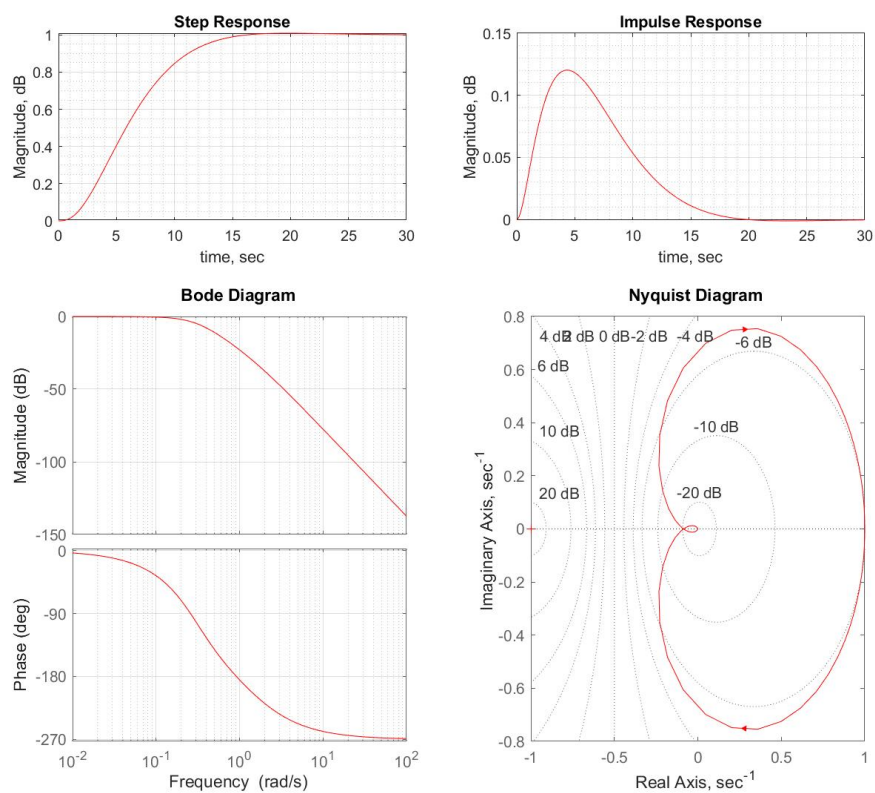 Step Response
Magnitude, dB
1
0.8
0.6
0.4
0.2
0
0 5 10 15 20 25 30
time, sec
Impulse Response
Magnitude, dB
0.15
0.1
0.05
0
0 5 10 15 20 25 30
time, sec
Bode Diagram
Magnitude (dB)
0
-50
-100
-150
Phase (deg)
0
-90
-180
-270
10⁻² 10⁻¹ 10⁰ 10¹ 10²
Frequency (rad/s)
Nyquist Diagram
Imaginary Axis, sec⁻¹
0.8
0.6
0.4
0.2
0
-0.2
-0.4
-0.6
-0.8
4 dB 2 dB 0 dB -2 dB -4 dB
-6 dB
6 dB
10 dB
-10 dB
20 dB
-20 dB
-1 -0.5 0 0.5 1
Real Axis, sec⁻¹